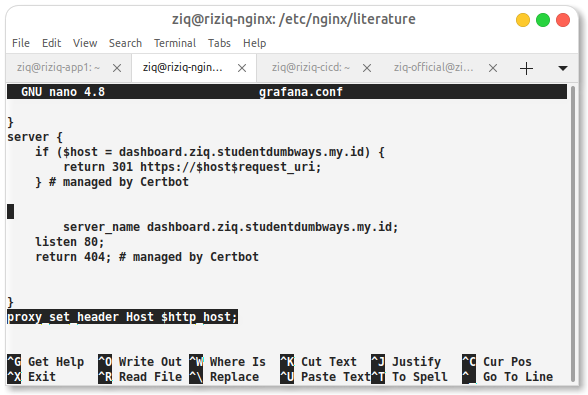 ziq@riziq-nginx: /etc/nginx/literature
File Edit View Search Terminal Tabs Help
ziq@riziq-app1: ~ × ziq@riziq-ngin... × ziq@riziq-cicd: ~ × ziq-official@zi... ×
GNU nano 4.8 grafana.conf
}
server {
if ($host = dashboard.ziq.studentdumbways.my.id) {
return 301 https://$host$request_uri;
} # managed by Certbot
server_name dashboard.ziq.studentdumbways.my.id;
listen 80;
return 404; # managed by Certbot
}
proxy_set_header Host $http_host;
^G Get Help ^O Write Out ^W Where Is ^K Cut Text ^J Justify ^C Cur Pos
^X Exit ^R Read File ^\ Replace ^U Paste Text ^T To Spell ^_ Go To Line